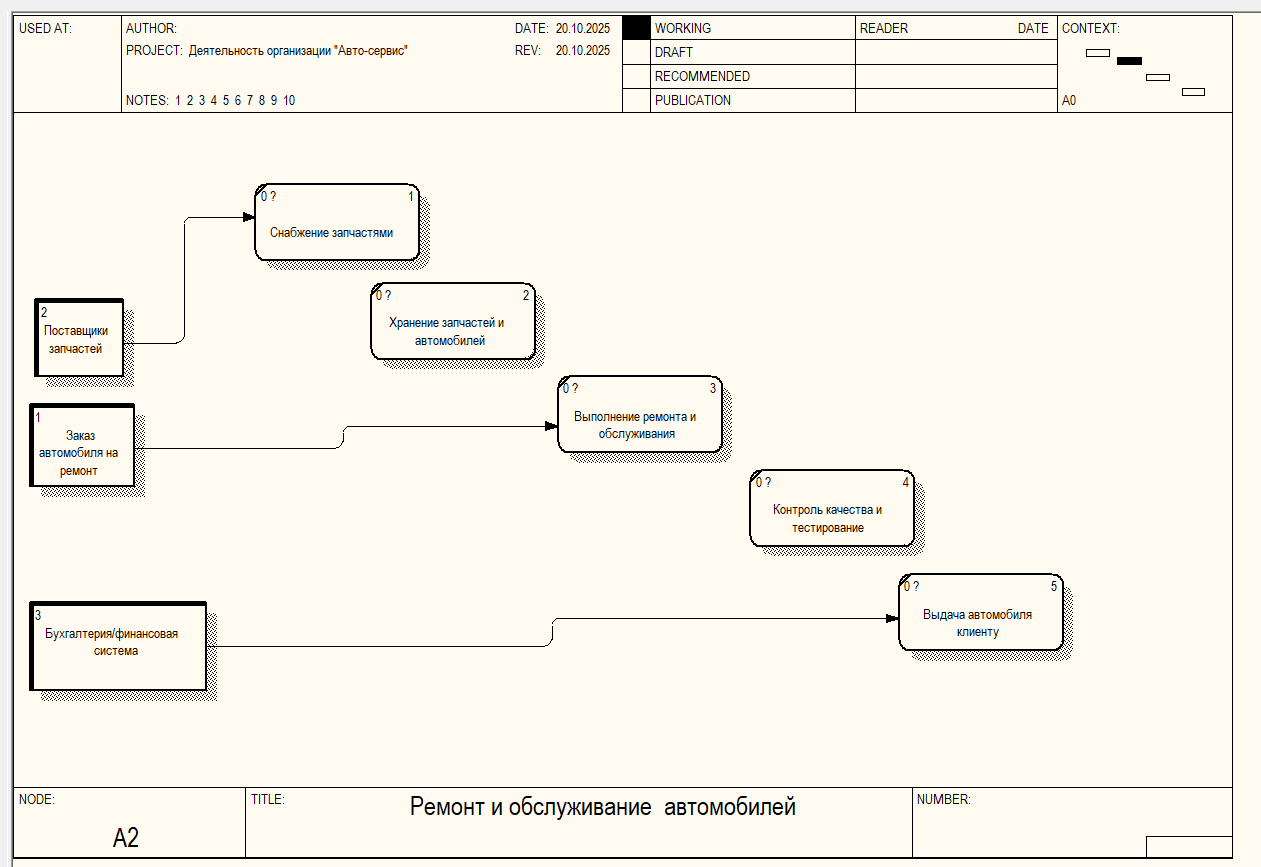 USED AT:
AUTHOR:
DATE: 20.10.2025
PROJECT: Деятельность организации "Авто-сервис"
REV: 20.10.2025
NOTES: 1 2 3 4 5 6 7 8 9 10
WORKING
DRAFT
RECOMMENDED
PUBLICATION
READER
DATE
CONTEXT:
A0
0 ?
1
Снабжение запчастями
0 ?
2
Хранение запчастей и
автомобилей
2
Поставщики
запчастей
0 ?
3
Выполнение ремонта и
обслуживания
1
Заказ
автомобиля на
ремонт
0 ?
4
Контроль качества и
тестирование
0 ?
5
Выдача автомобиля
клиенту
3
Бухгалтерия/финансовая
система
NODE:
A2
TITLE:
Ремонт и обслуживание автомобилей
NUMBER: